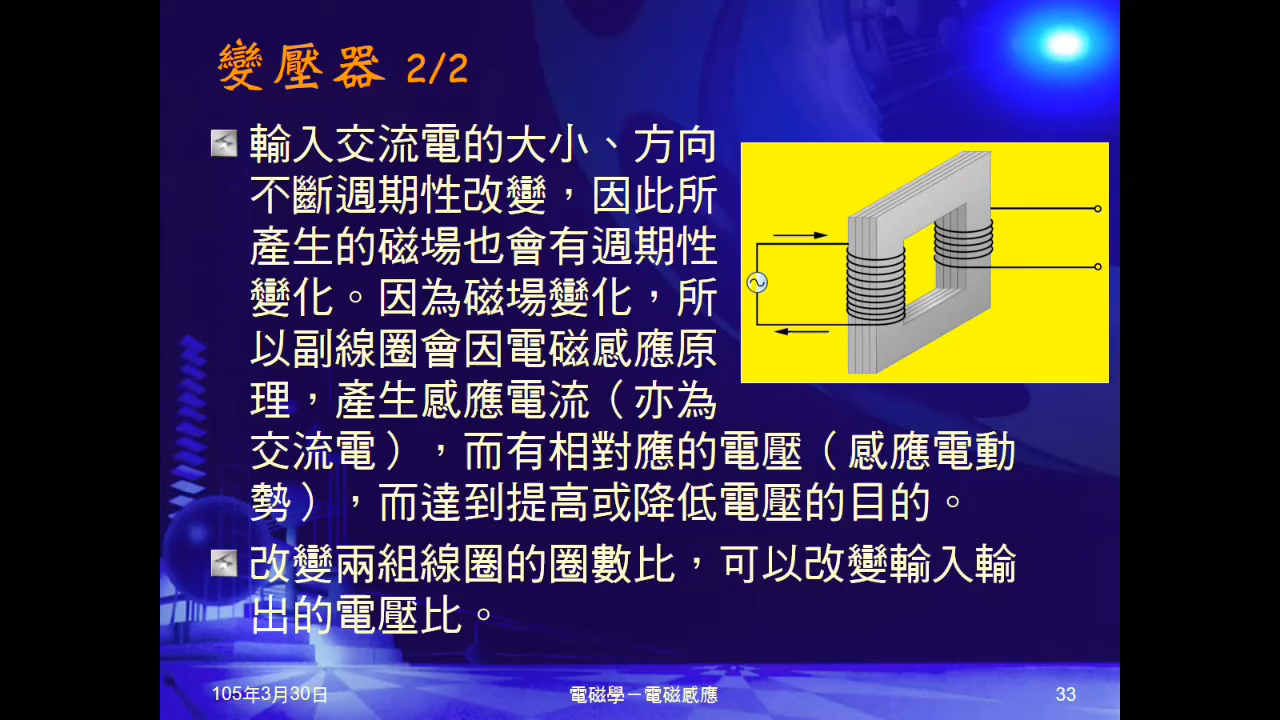 變壓器 2/2
輸入交流電的大小、方向
不斷週期性改變，因此所
產生的磁場也會有週期性
變化。因為磁場變化，所
以副線圈會因電磁感應原
理，產生感應電流（亦為
交流電），而有相對應的電壓（感應電動
勢），而達到提高或降低電壓的目的。
改變兩組線圈的圈數比，可以改變輸入輸
出的電壓比。
105年3月30日
電磁學－電磁感應
33